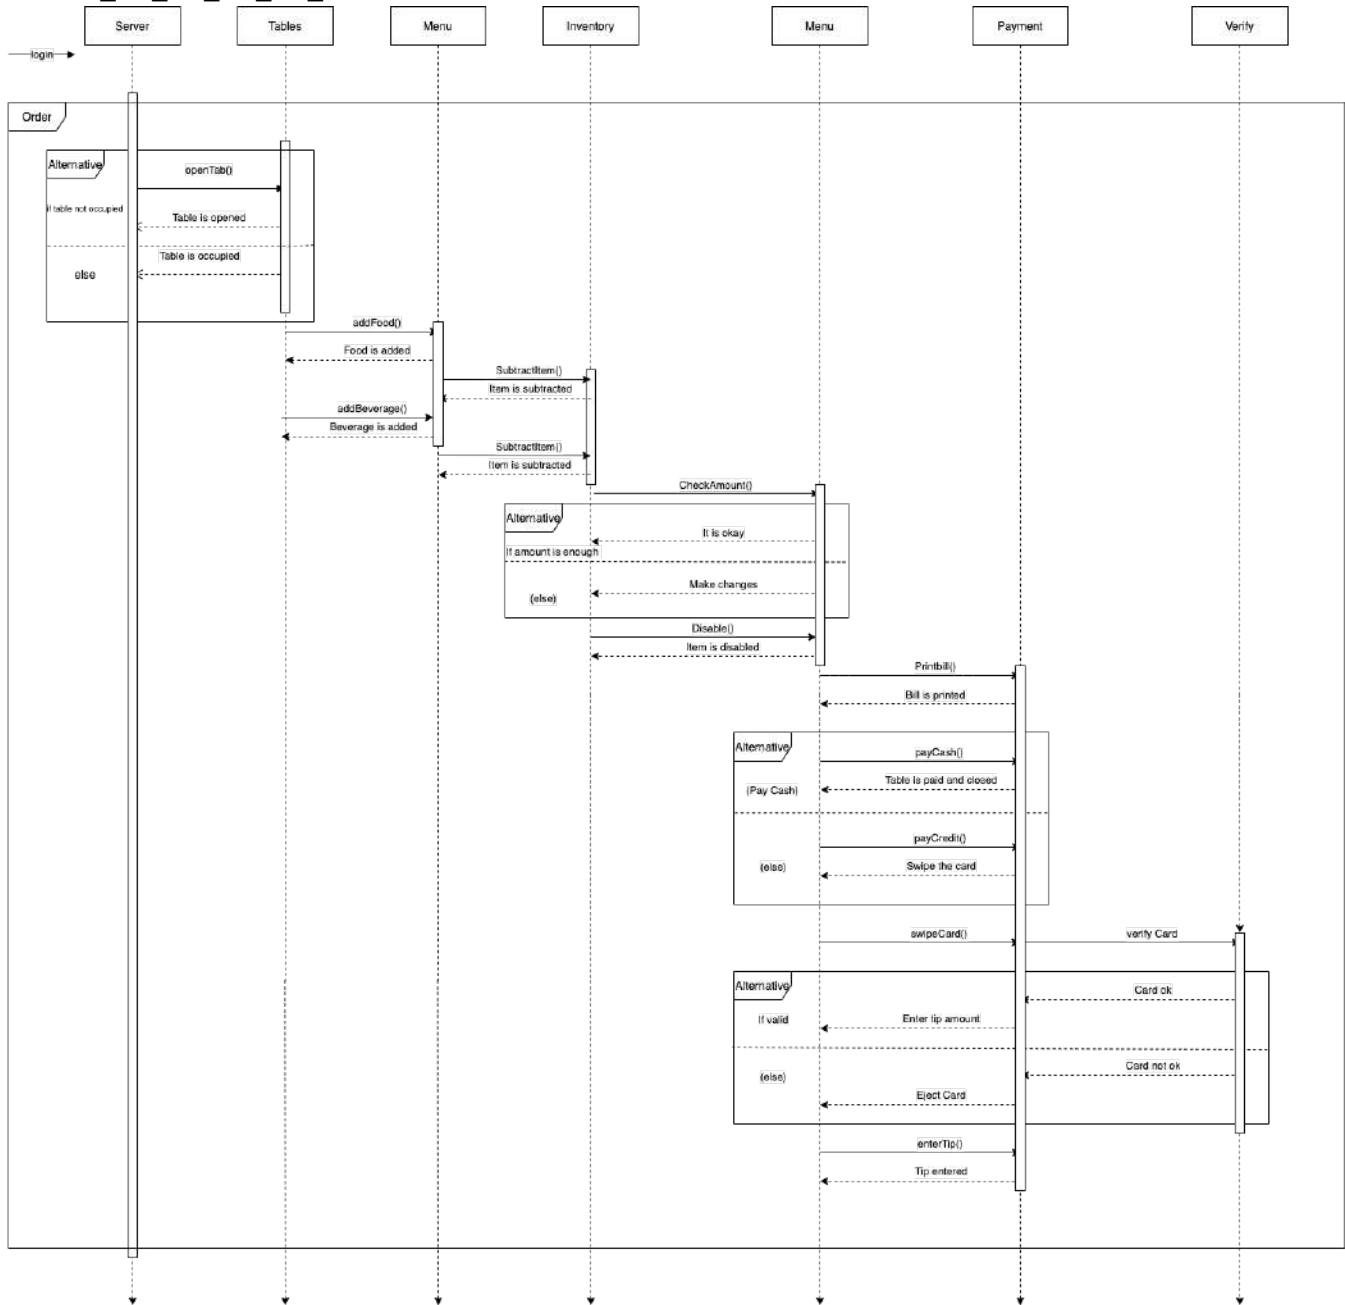 Server
Tables
Menu
Inventory
Menu
Payment
Verify
login
Order
Alternative
openTab()
if table not occupied
Table is opened
Table is occupied
else
addFood()
Food is added
SubtractItem()
Item is subtracted
addBeverage()
Beverage is added
SubtractItem()
Item is subtracted
CheckAmount()
Alternative
It is okay
If amount is enough
Make changes
(else)
Disable()
Item is disabled
Printbill()
Bill is printed
Alternative
payCash()
Table is paid and closed
(Pay Cash)
payCredit()
Swipe the card
(else)
swipeCard()
verify Card
Alternative
Card ok
If valid
Enter tip amount
Card not ok
(else)
Eject Card
enterTip()
Tip entered